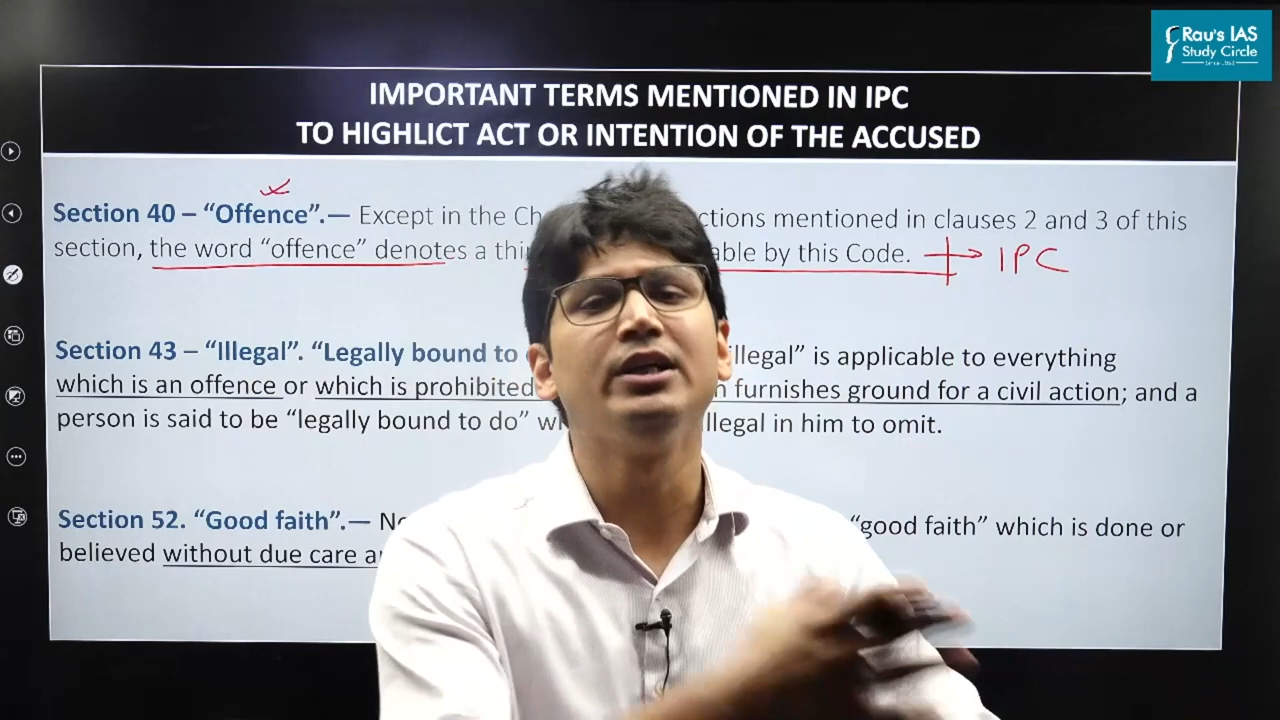 Rau's IAS
Study Circle
IMPORTANT TERMS MENTIONED IN IPC
TO HIGHLICT ACT OR INTENTION OF THE ACCUSED
Section 40 – “Offence”.— Except in the Ch ctions mentioned in clauses 2 and 3 of this
section, the word “offence” denotes a thi able by this Code. IPC
Section 43 – “Illegal”. “Legally bound to illegal” is applicable to everything
which is an offence or which is prohibited furnishes ground for a civil action; and a
person is said to be “legally bound to do” llegal in him to omit.
Section 52. “Good faith”.— “good faith” which is done or
believed without due care